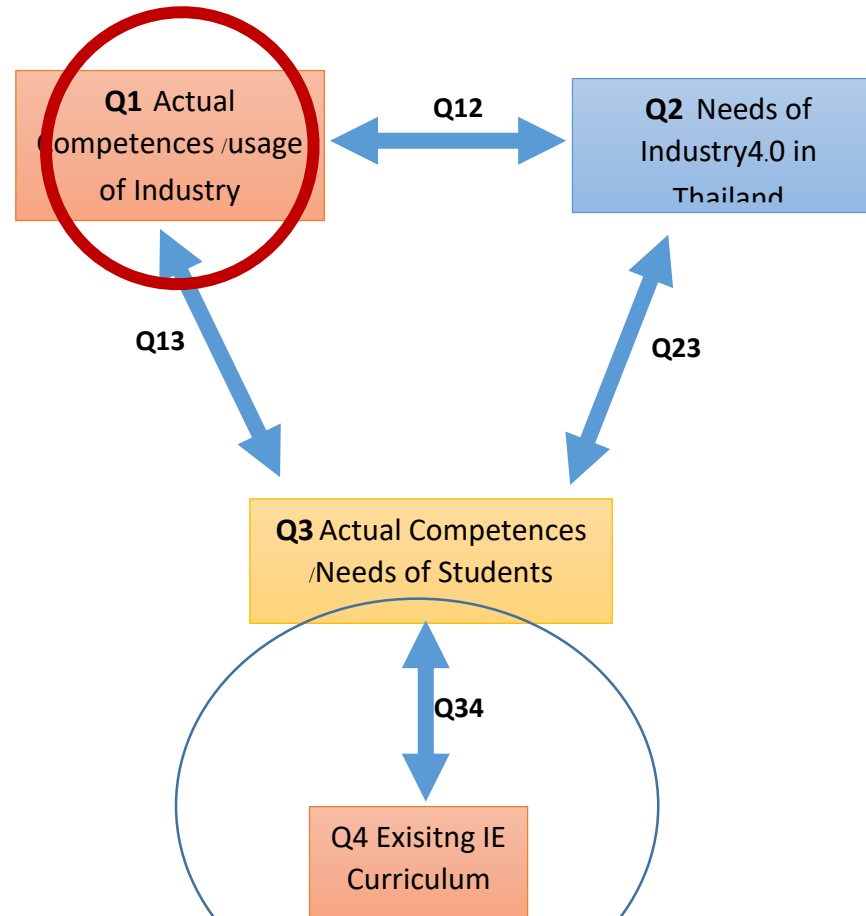 Q1 Actual
Competences /usage
of Industry
Q12
Q2 Needs of
Industry4.0 in
Thailand
Q13
Q23
Q3 Actual Competences
/Needs of Students
Q34
Q4 Exisitng IE
Curriculum